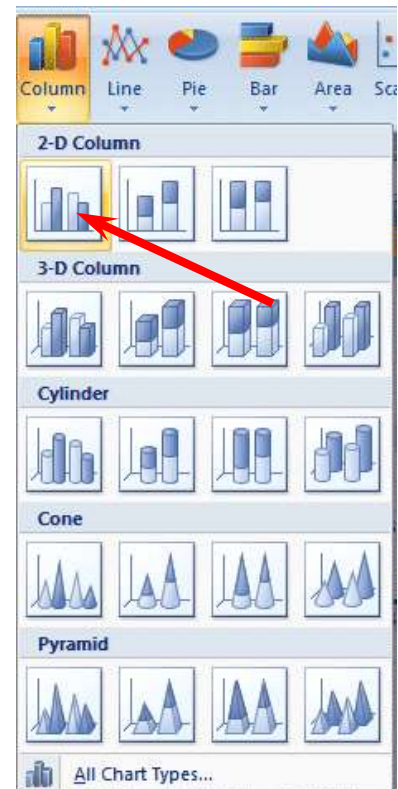 Column Line Pie Bar Area
2-D Column
3-D Column
Cylinder
Cone
Pyramid
All Chart Types...